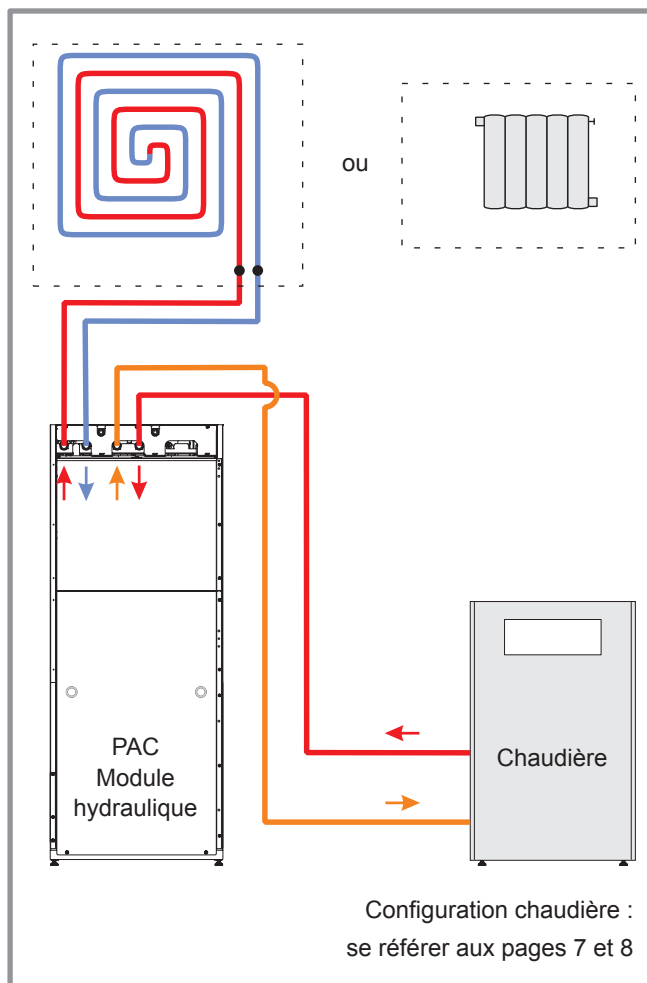 ou
PAC
Module
hydraulique
Chaudière
Configuration chaudière :
se référer aux pages 7 et 8